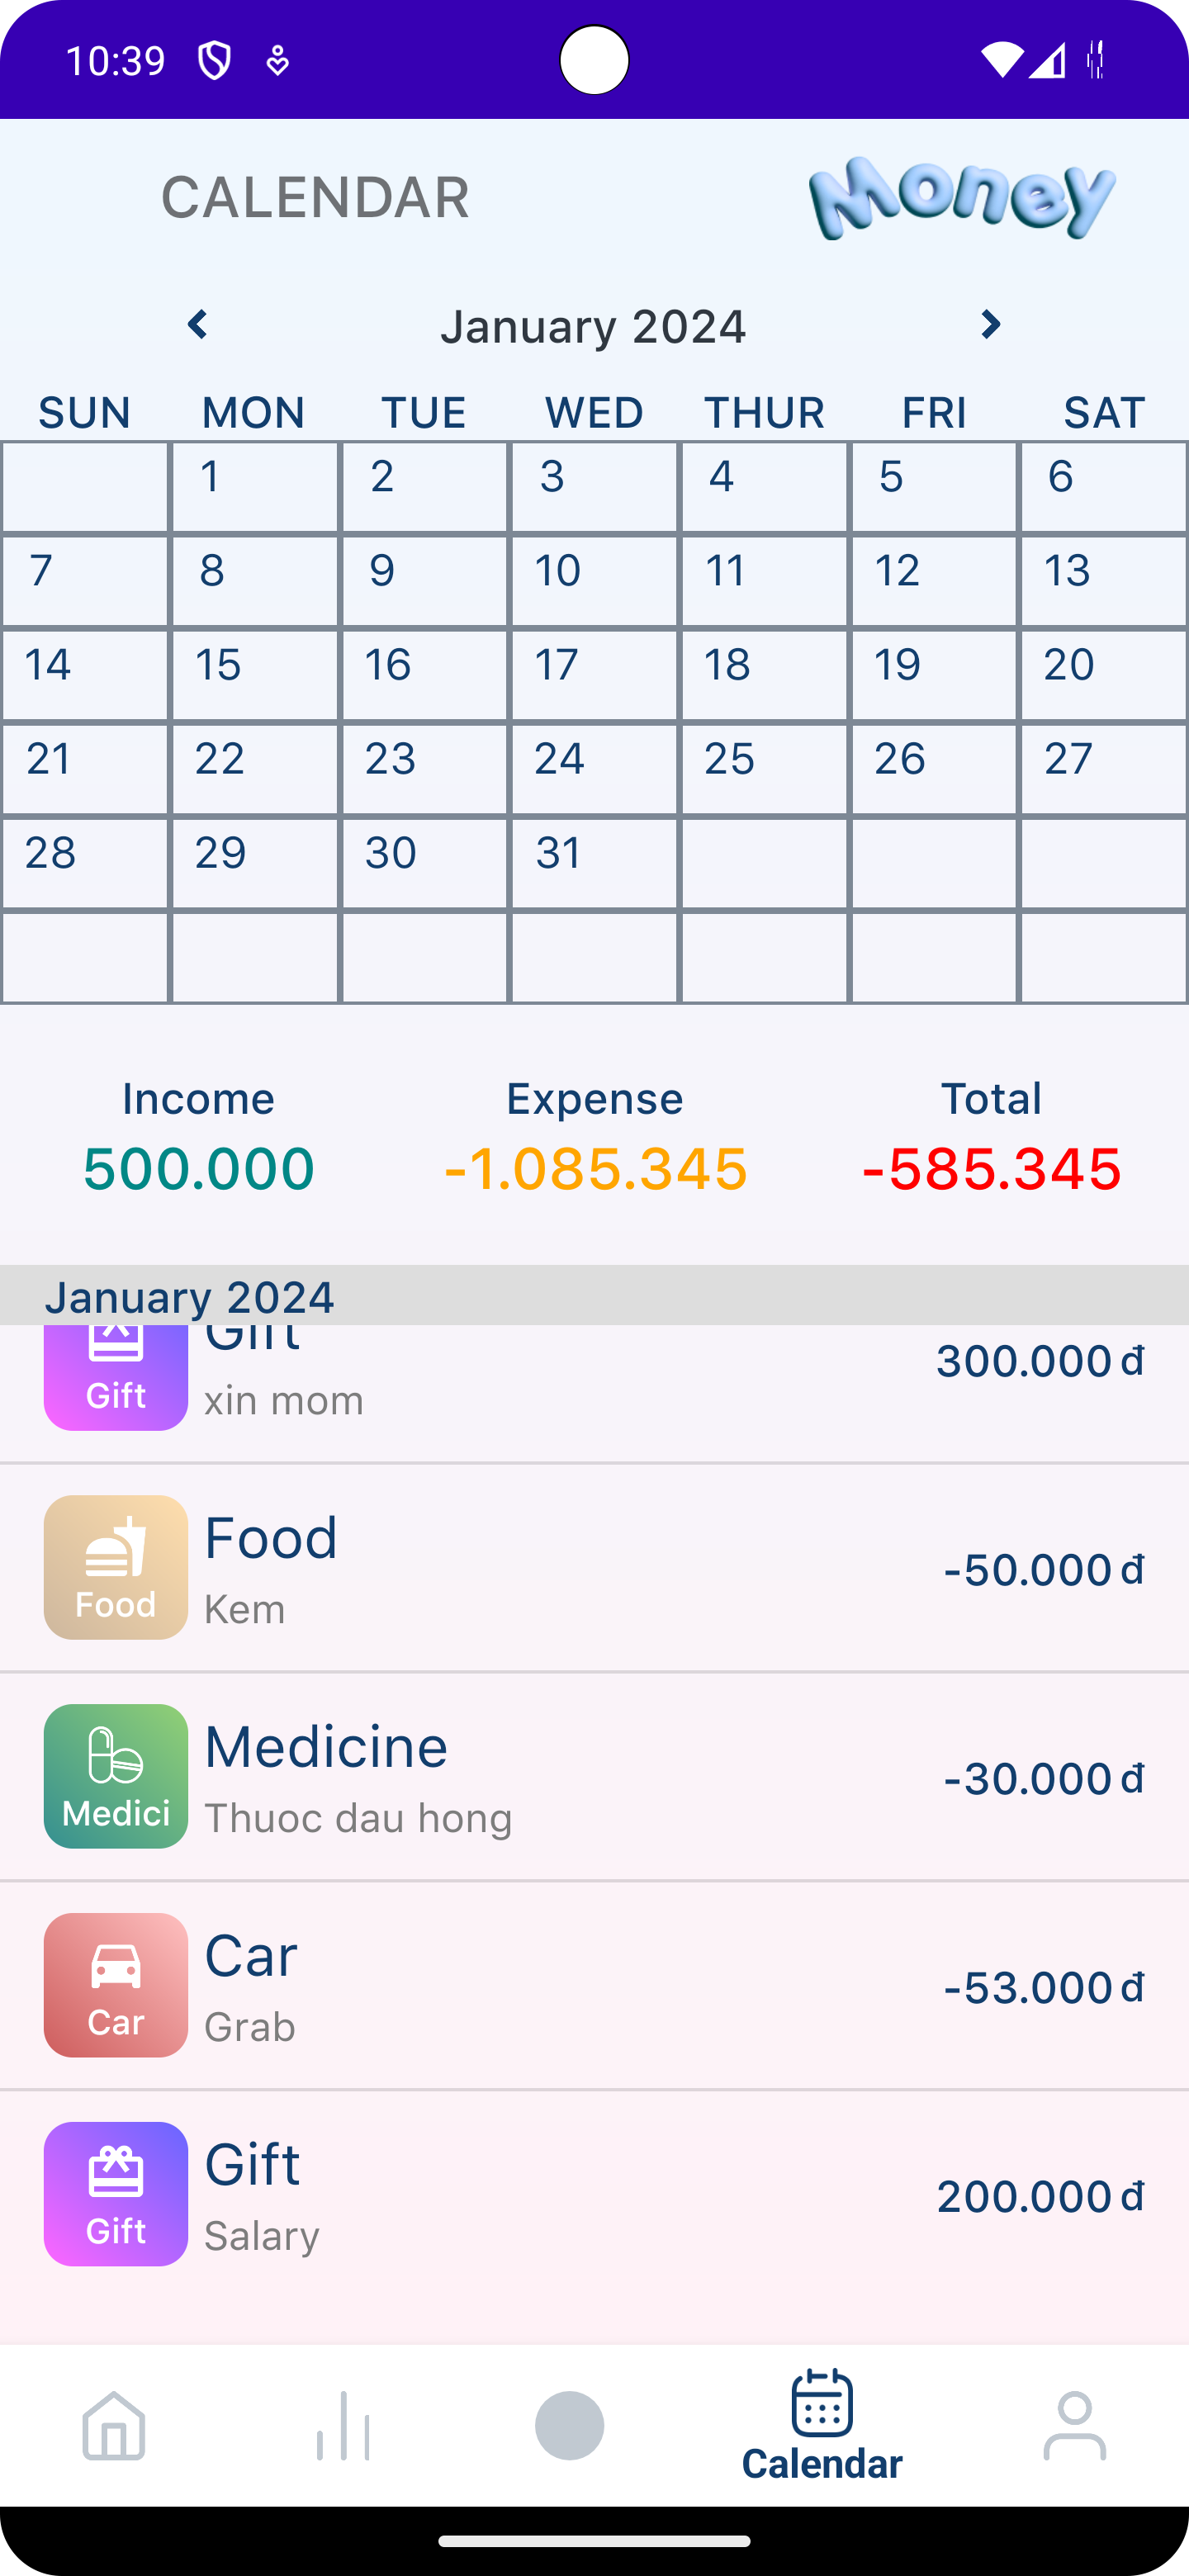 10:39
CALENDAR
Money
January 2024
SUN MON TUE WED THUR FRI SAT
1 2 3 4 5 6
7 8 9 10 11 12 13
14 15 16 17 18 19 20
21 22 23 24 25 26 27
28 29 30 31
Income Expense Total
500.000 -1.085.345 -585.345
January 2024
Gift
300.000 đ
Gift
xin mom
Food
-50.000 đ
Food
Kem
Medicine
-30.000 đ
Medici
Thuoc dau hong
Car
-53.000 đ
Car
Grab
Gift
200.000 đ
Gift
Salary
Calendar